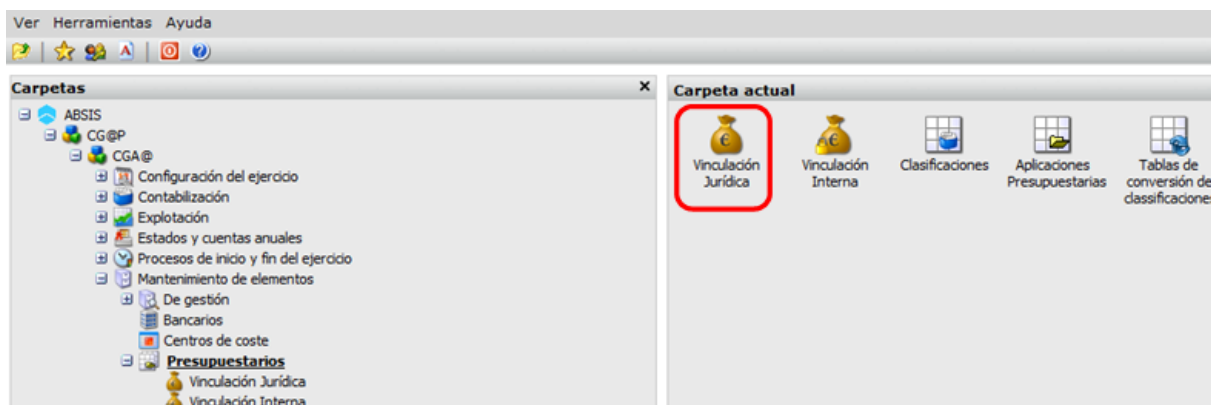 Ver Herramientas Ayuda
Carpetas
ABSIS
CG@P
CGA@
Configuración del ejercicio
Contabilización
Explotación
Estados y cuentas anuales
Procesos de inicio y fin del ejercicio
Mantenimiento de elementos
De gestión
Bancarios
Centros de coste
Presupuestarios
Vinculación Jurídica
Vinculación Interna
Carpeta actual
Vinculación
Jurídica
Vinculación
Interna
Clasificaciones
Aplicaciones
Presupuestarias
Tablas de
conversión de
classificaciones